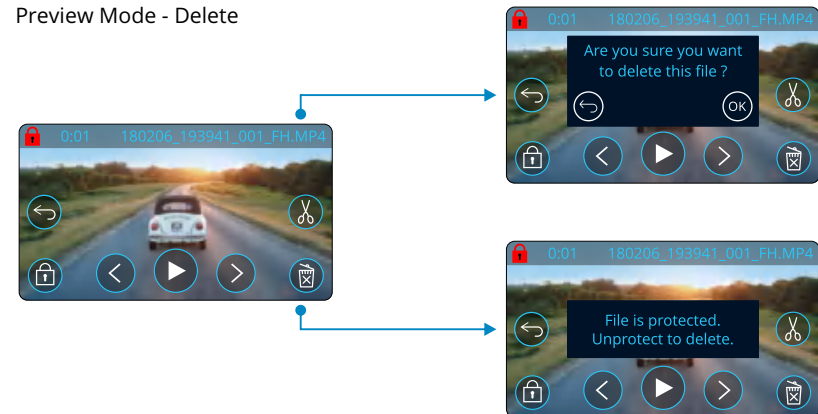 Preview Mode - Delete
0:01 180206_193941_001_FH.MP4
0:01 180206_193941_001_FH.MP4
Are you sure you want
to delete this file ?
OK
0:01 180206_193941_001_FH.MP4
File is protected.
Unprotect to delete.